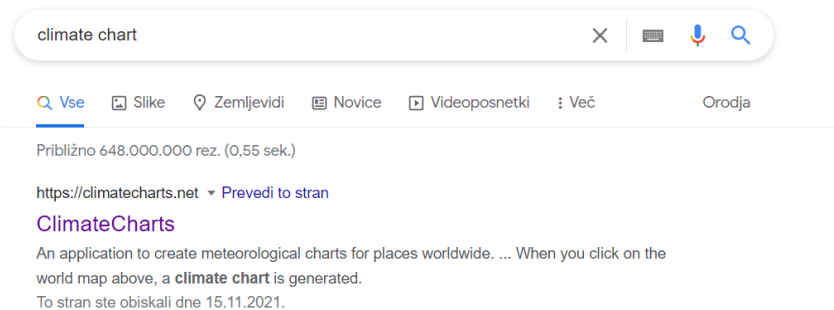 climate chart
Vse Slike Zemljevidi Novice Videoposnetki Več Orodja
Približno 648.000.000 rez. (0,55 sek.)
https://climatecharts.net Prevedi to stran
ClimateCharts
An application to create meteorological charts for places worldwide. ... When you click on the
world map above, a climate chart is generated.
To stran ste obiskali dne 15.11.2021.